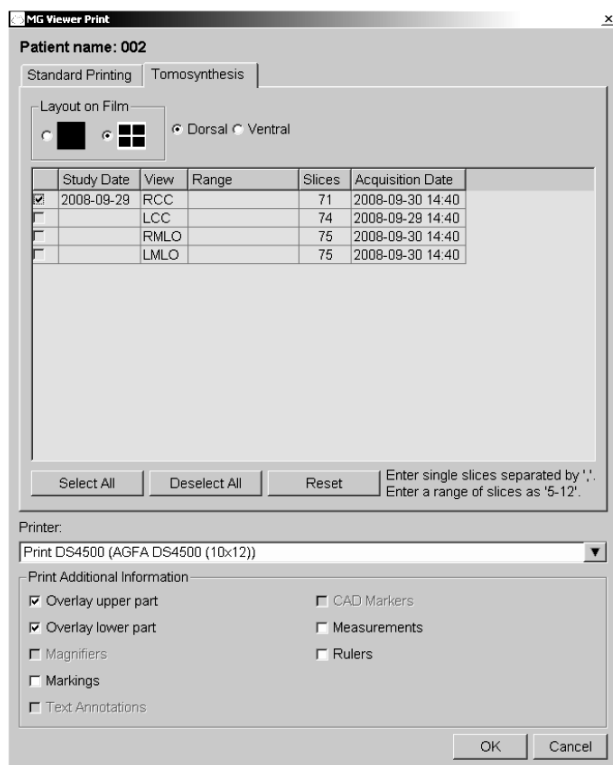 MG Viewer Print
Patient name: 002
Standard Printing Tomosynthesis
Layout on Film
Dorsal Ventral
Study Date View Range Slices Acquisition Date
2008-09-29 RCC 71 2008-09-30 14:40
LCC 74 2008-09-29 14:40
RMLO 75 2008-09-30 14:40
LMLO 75 2008-09-30 14:40
Select All Deselect All Reset
Enter single slices separated by ','.
Enter a range of slices as '5-12'.
Printer:
Print DS4500 (AGFA DS4500 (10x12))
Print Additional Information
Overlay upper part CAD Markers
Overlay lower part Measurements
Magnifiers Rulers
Markings
Text Annotations
OK Cancel